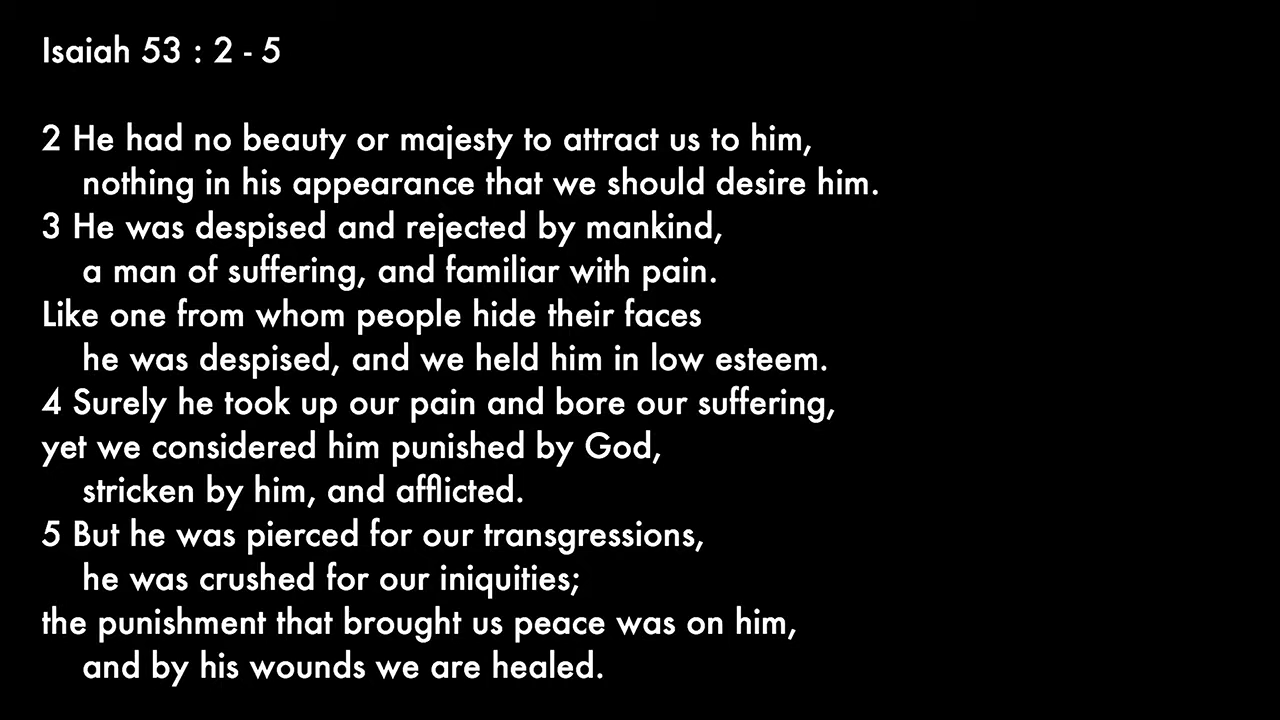 Isaiah 53 : 2 - 5
2 He had no beauty or majesty to attract us to him,
nothing in his appearance that we should desire him.
3 He was despised and rejected by mankind,
a man of suffering, and familiar with pain.
Like one from whom people hide their faces
he was despised, and we held him in low esteem.
4 Surely he took up our pain and bore our suffering,
yet we considered him punished by God,
stricken by him, and afflicted.
5 But he was pierced for our transgressions,
he was crushed for our iniquities;
the punishment that brought us peace was on him,
and by his wounds we are healed.